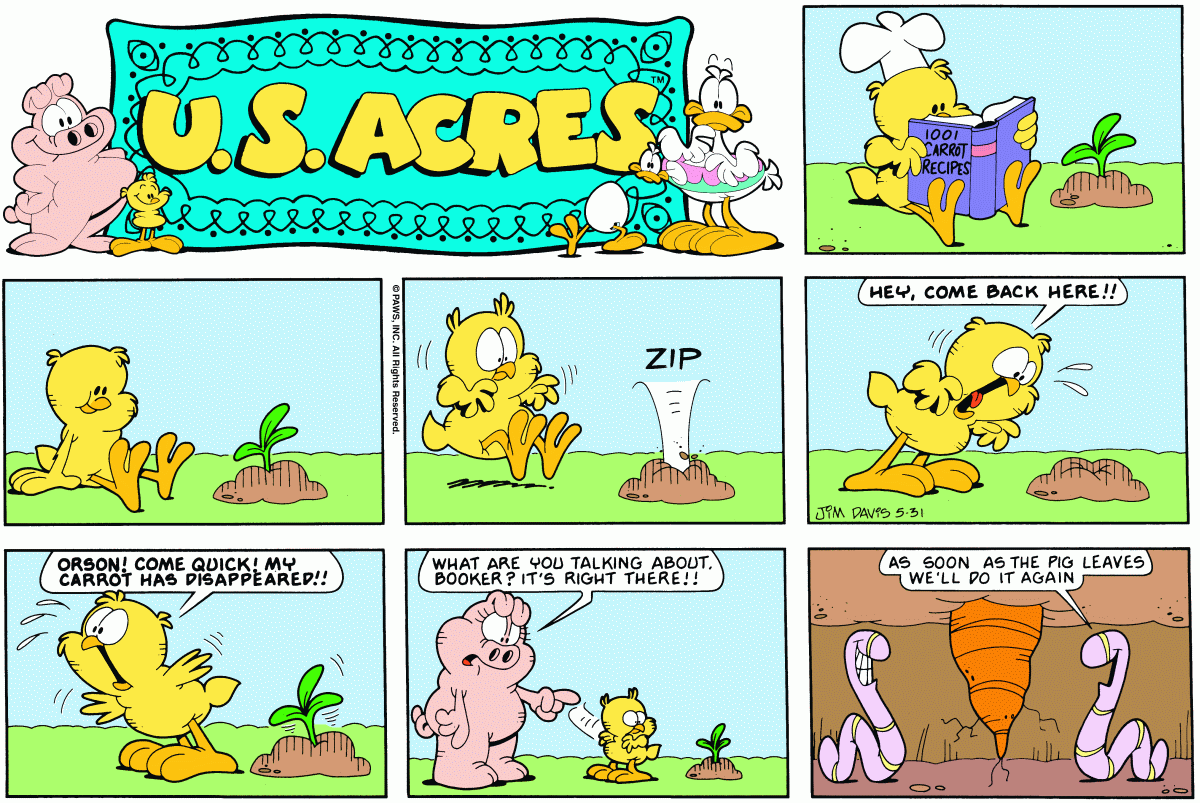 U.S. ACRES™
1001
CARROT
RECIPES
© PAWS, INC. All Rights Reserved.
ZIP
HEY, COME BACK HERE!!
JIM DAVIS 5-31
ORSON! COME QUICK! MY
CARROT HAS DISAPPEARED!!
WHAT ARE YOU TALKING ABOUT,
BOOKER? IT'S RIGHT THERE!!
AS SOON AS THE PIG LEAVES
WE'LL DO IT AGAIN